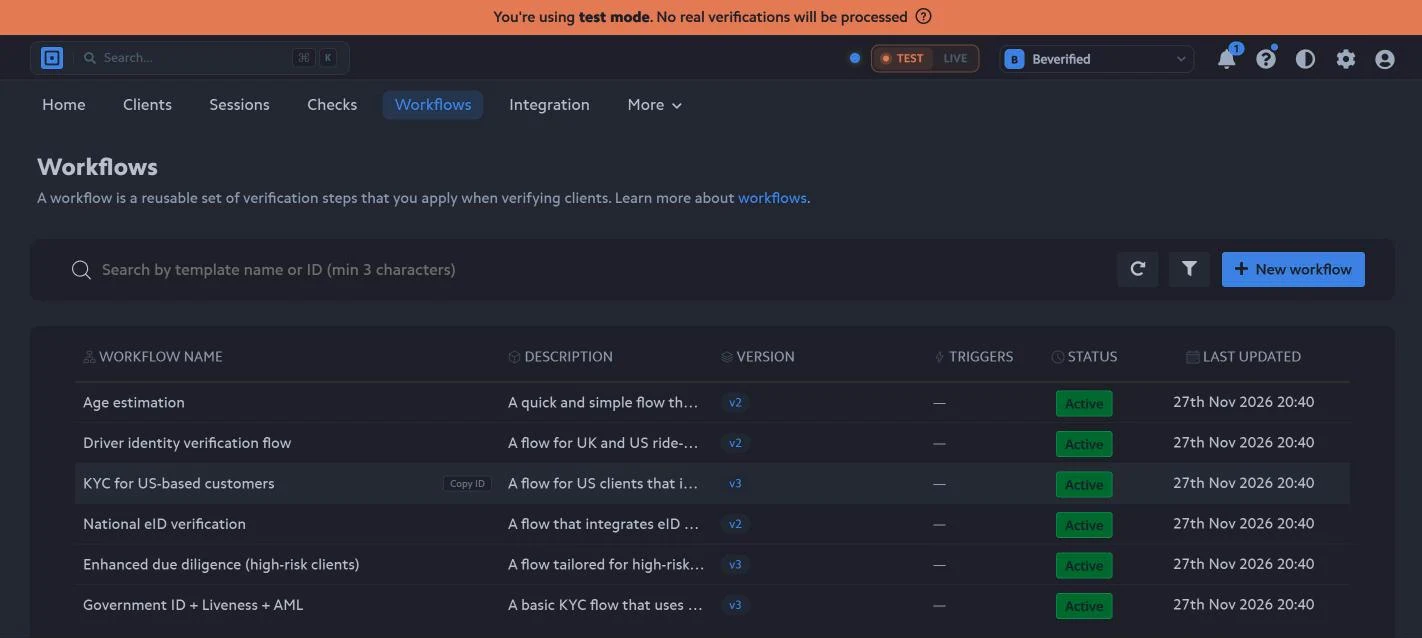 You're using test mode. No real verifications will be processed ?
Search... ⌘ K TEST LIVE B Beverified 1 ?
Home Clients Sessions Checks Workflows Integration More
Workflows
A workflow is a reusable set of verification steps that you apply when verifying clients. Learn more about workflows.
Search by template name or ID (min 3 characters) + New workflow
WORKFLOW NAME DESCRIPTION VERSION TRIGGERS STATUS LAST UPDATED
Age estimation A quick and simple flow th... v2 — Active 27th Nov 2026 20:40
Driver identity verification flow A flow for UK and US ride-... v2 — Active 27th Nov 2026 20:40
KYC for US-based customers Copy ID A flow for US clients that i... v3 — Active 27th Nov 2026 20:40
National eID verification A flow that integrates eID ... v2 — Active 27th Nov 2026 20:40
Enhanced due diligence (high-risk clients) A flow tailored for high-risk... v3 — Active 27th Nov 2026 20:40
Government ID + Liveness + AML A basic KYC flow that uses ... v3 — Active 27th Nov 2026 20:40